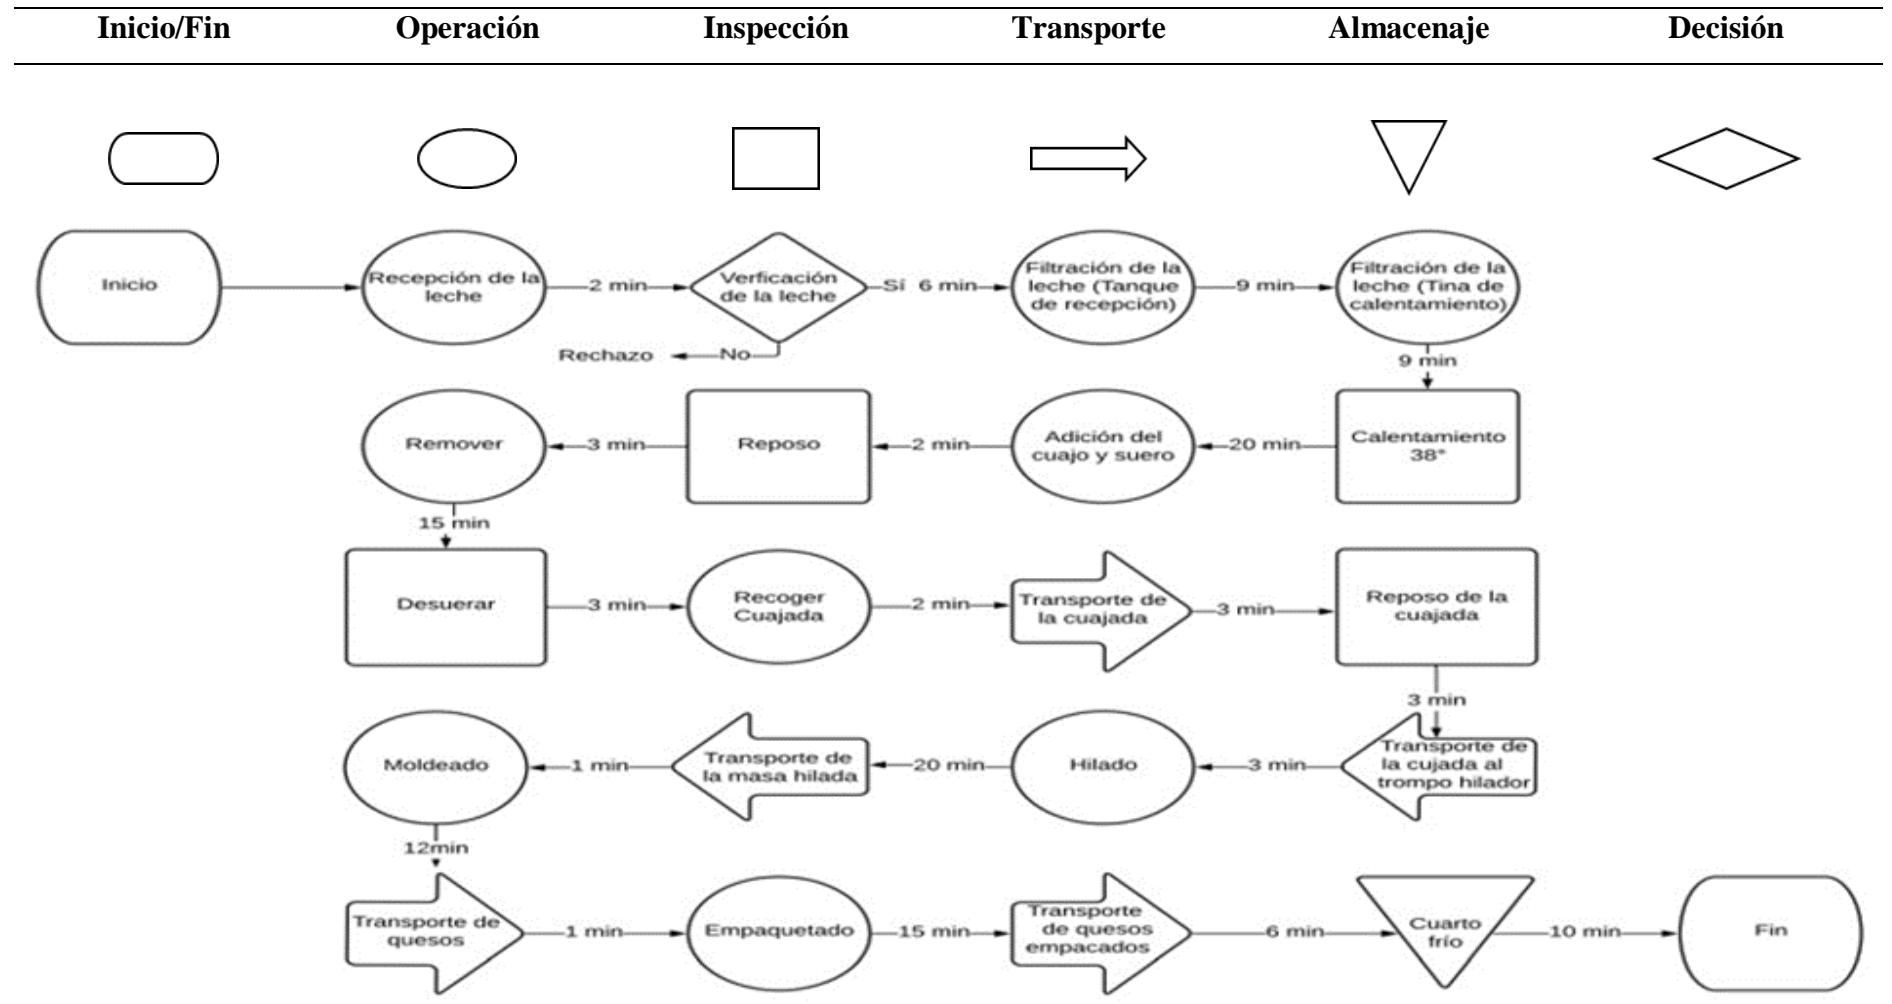 Inicio/Fin Operación Inspección Transporte Almacenaje Decisión
Inicio
Recepción de la
leche
2 min
Verficación
de la leche
Sí 6 min
Filtración de la
leche (Tanque
de recepción)
9 min
Filtración de la
leche (Tina de
calentamiento)
Rechazo
No
9 min
Remover
3 min
Reposo
2 min
Adición del
cuajo y suero
20 min
Calentamiento
38°
15 min
Desuerar
3 min
Recoger
Cuajada
2 min
Transporte de
la cuajada
3 min
Reposo de la
cuajada
3 min
Moldeado
1 min
Transporte de
la masa hilada
20 min
Hilado
3 min
Transporte de
la cujada al
trompo hilador
12min
Transporte de
quesos
1 min
Empaquetado
15 min
Transporte
de quesos
empacados
6 min
Cuarto
frío
10 min
Fin